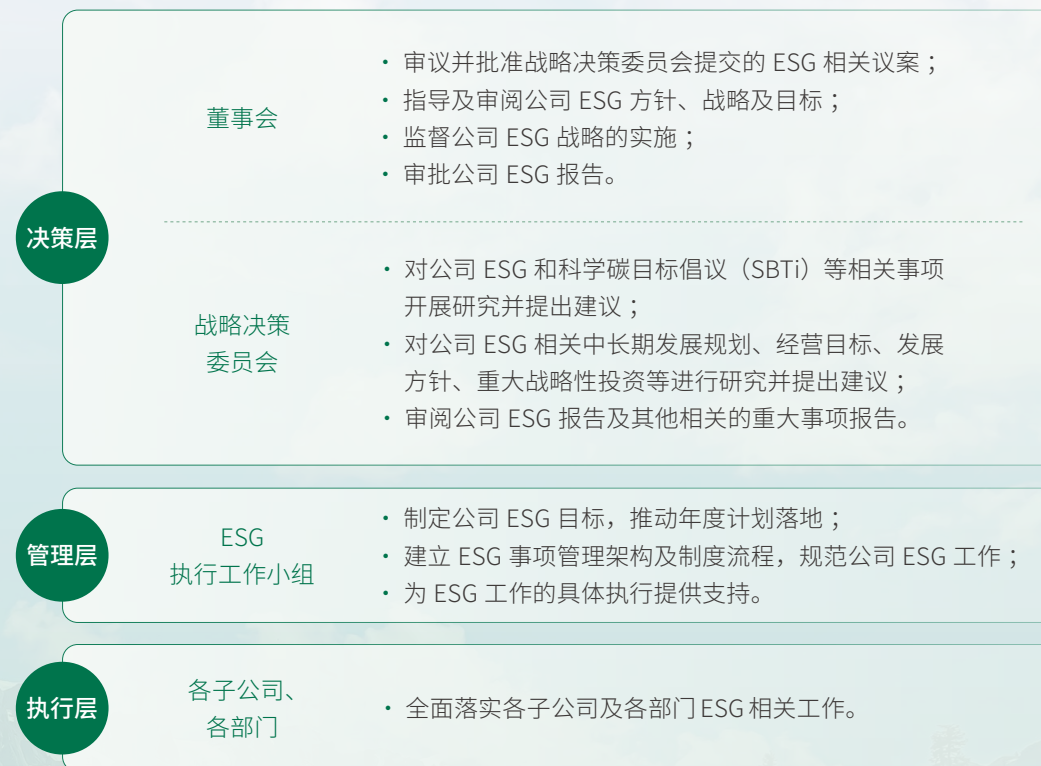 决策层
董事会
· 审议并批准战略决策委员会提交的 ESG 相关议案；
· 指导及审阅公司 ESG 方针、战略及目标；
· 监督公司 ESG 战略的实施；
· 审批公司 ESG 报告。
战略决策
委员会
· 对公司 ESG 和科学碳目标倡议（SBTi）等相关事项
开展研究并提出建议；
· 对公司 ESG 相关中长期发展规划、经营目标、发展
方针、重大战略性投资等进行研究并提出建议；
· 审阅公司 ESG 报告及其他相关的重大事项报告。
管理层
ESG
执行工作小组
· 制定公司 ESG 目标，推动年度计划落地；
· 建立 ESG 事项管理架构及制度流程，规范公司 ESG 工作；
· 为 ESG 工作的具体执行提供支持。
执行层
各子公司、
各部门
· 全面落实各子公司及各部门 ESG 相关工作。